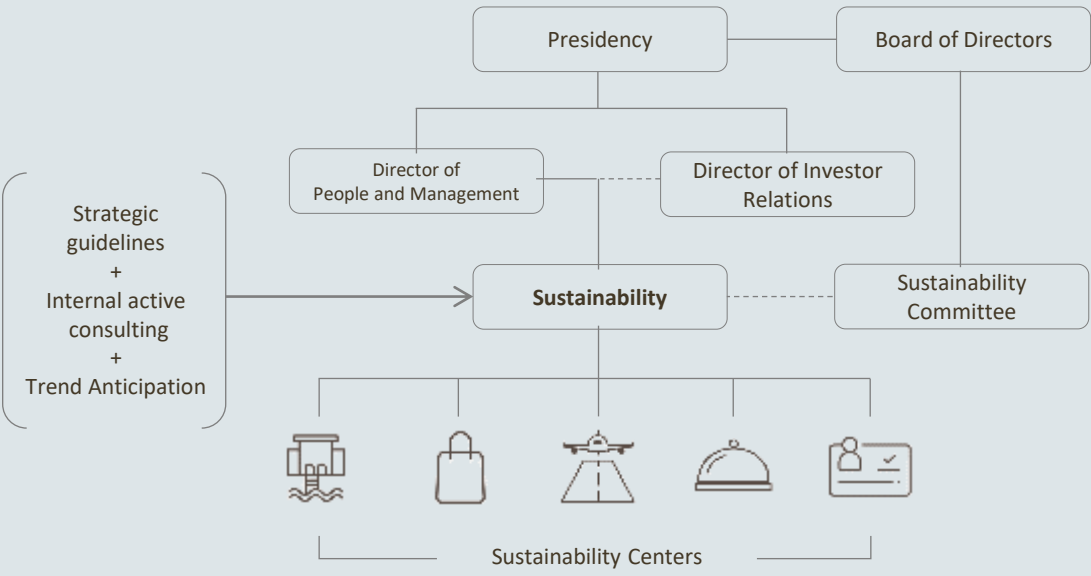 Presidency
Board of Directors
Director of
People and Management
Director of Investor
Relations
Strategic
guidelines
+
Internal active
consulting
+
Trend Anticipation
Sustainability
Sustainability
Committee
Sustainability Centers